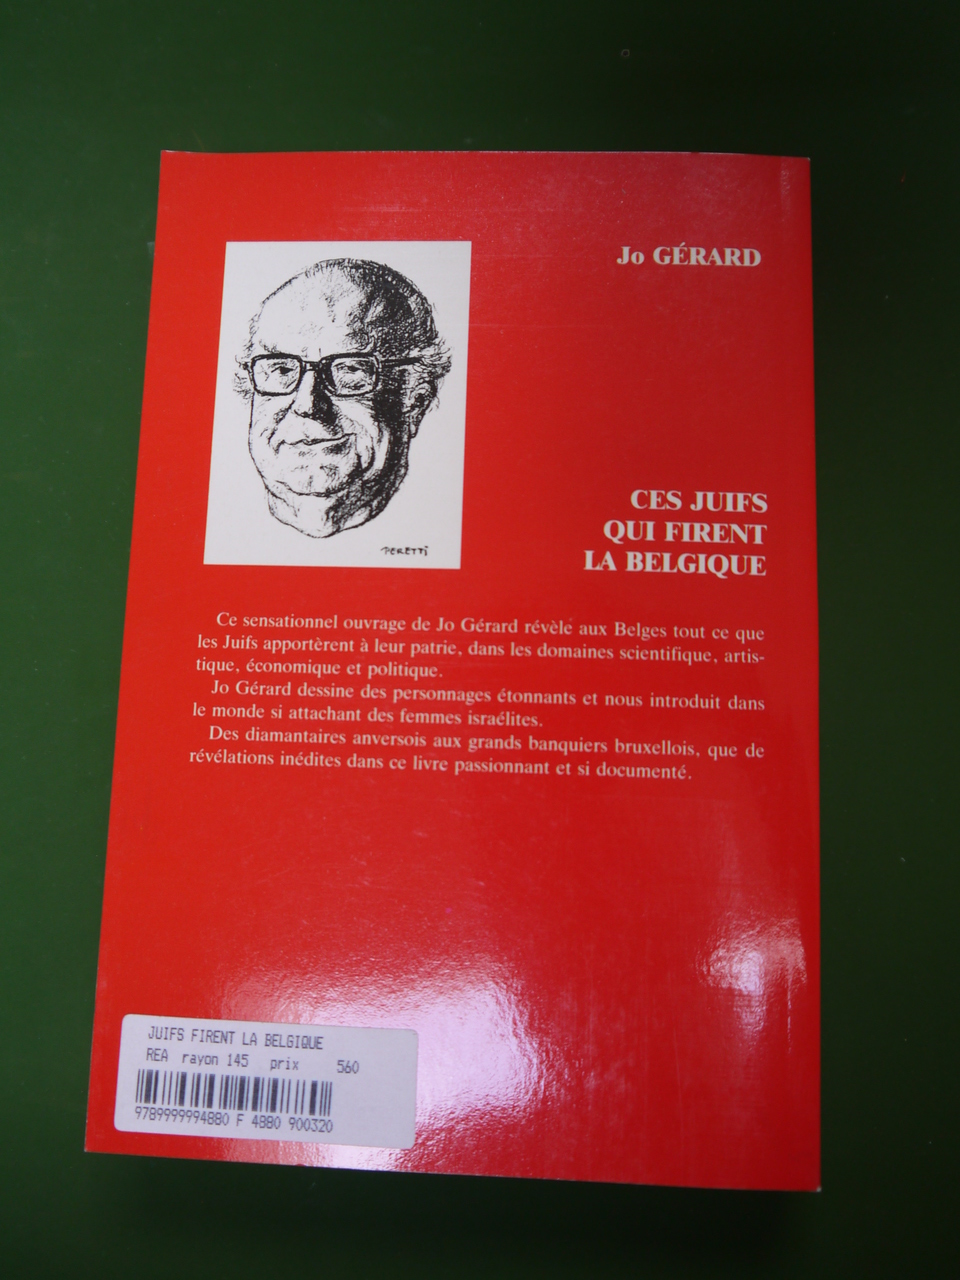 Jo GÉRARD
PERETTI
CES JUIFS
QUI FIRENT
LA BELGIQUE
Ce sensationnel ouvrage de Jo Gérard révèle aux Belges tout ce que
les Juifs apportèrent à leur patrie, dans les domaines scientifique, artis-
tique, économique et politique.
Jo Gérard dessine des personnages étonnants et nous introduit dans
le monde si attachant des femmes israélites.
Des diamantaires anversois aux grands banquiers bruxellois, que de
révélations inédites dans ce livre passionnant et si documenté.
JUIFS FIRENT LA BELGIQUE
REA rayon 145 prix 560
9789999994880 F 4880 900320